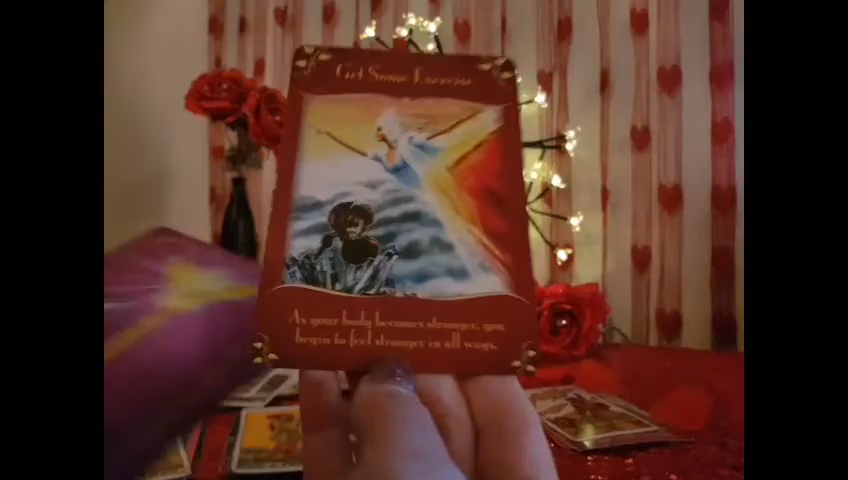 Get Some Exercise
As your body becomes stronger, you
begin to feel stronger in all ways.